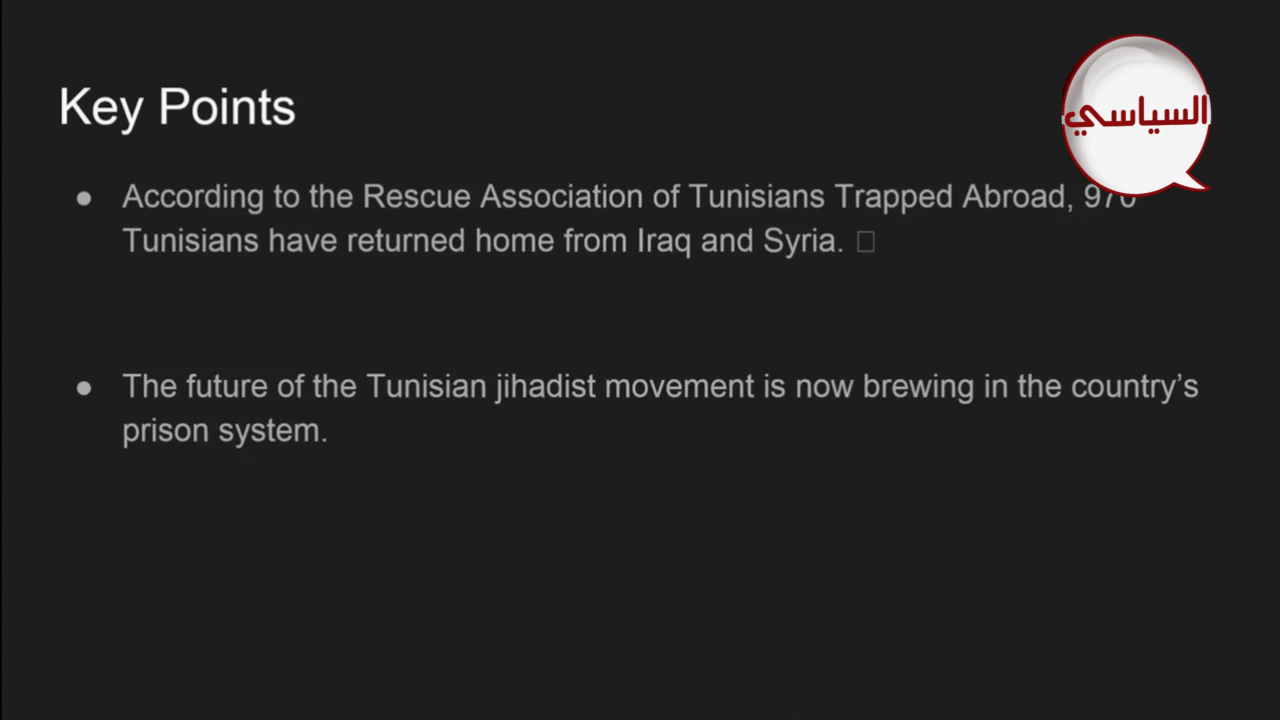 Key Points
السياسي
● According to the Rescue Association of Tunisians Trapped Abroad, 970
Tunisians have returned home from Iraq and Syria.
● The future of the Tunisian jihadist movement is now brewing in the country’s
prison system.